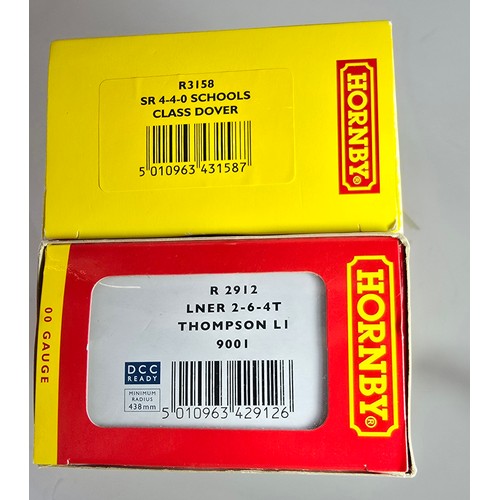 R3158
SR 4-4-0 SCHOOLS
CLASS DOVER
5 010963 431587
HORNBY®
00 GAUGE
R 2912
LNER 2-6-4T
THOMPSON L1
9001
DCC
READY
MINIMUM
RADIUS
438mm
5 010963 429126
HORNBY®